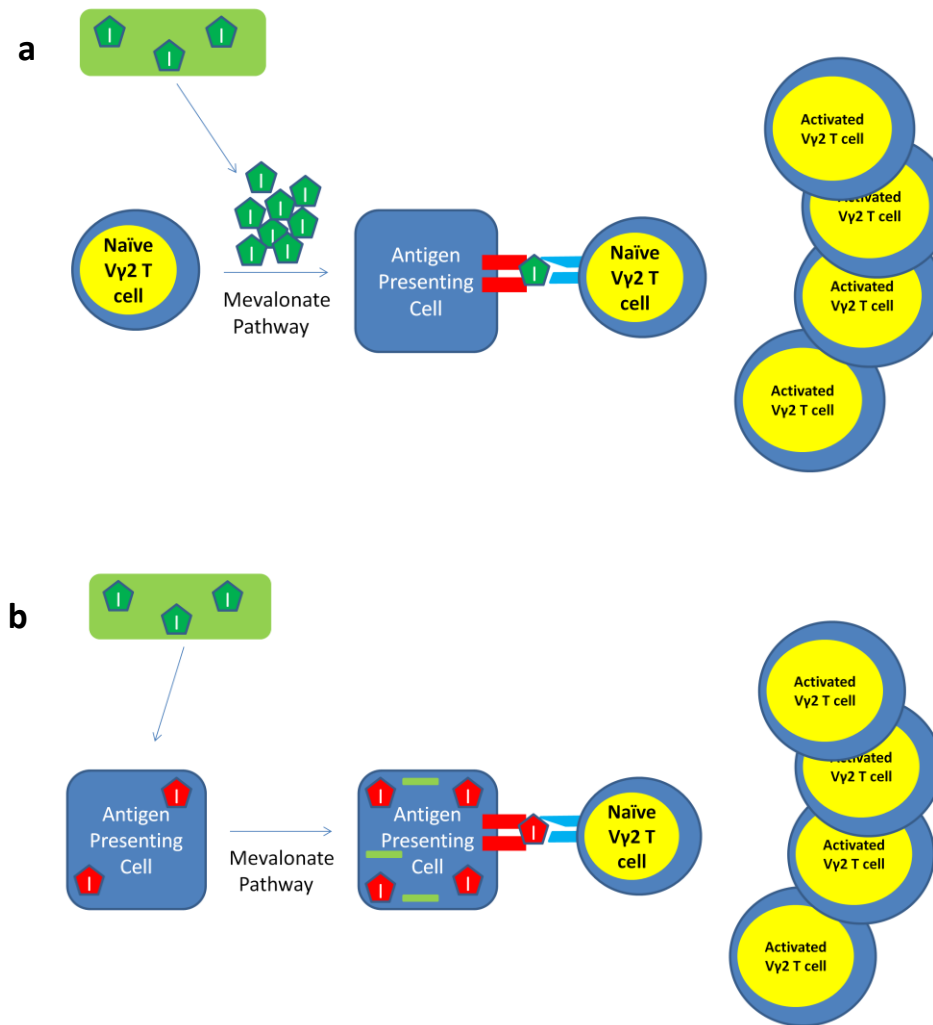 a
I I
I
I
I
I I
I
I I
I
I
Naïve
Vγ2 T
cell
Mevalonate
Pathway
Antigen
Presenting
Cell
I
Naïve
Vγ2 T
cell
Activated
Vγ2 T cell
Activated
Vγ2 T cell
Activated
Vγ2 T cell
Activated
Vγ2 T cell
b
I I
I
I
Antigen
Presenting
Cell
I
Mevalonate
Pathway
I I
Antigen
Presenting
Cell
I I
I
Naïve
Vγ2 T
cell
Activated
Vγ2 T cell
Activated
Vγ2 T cell
Activated
Vγ2 T cell
Activated
Vγ2 T cell